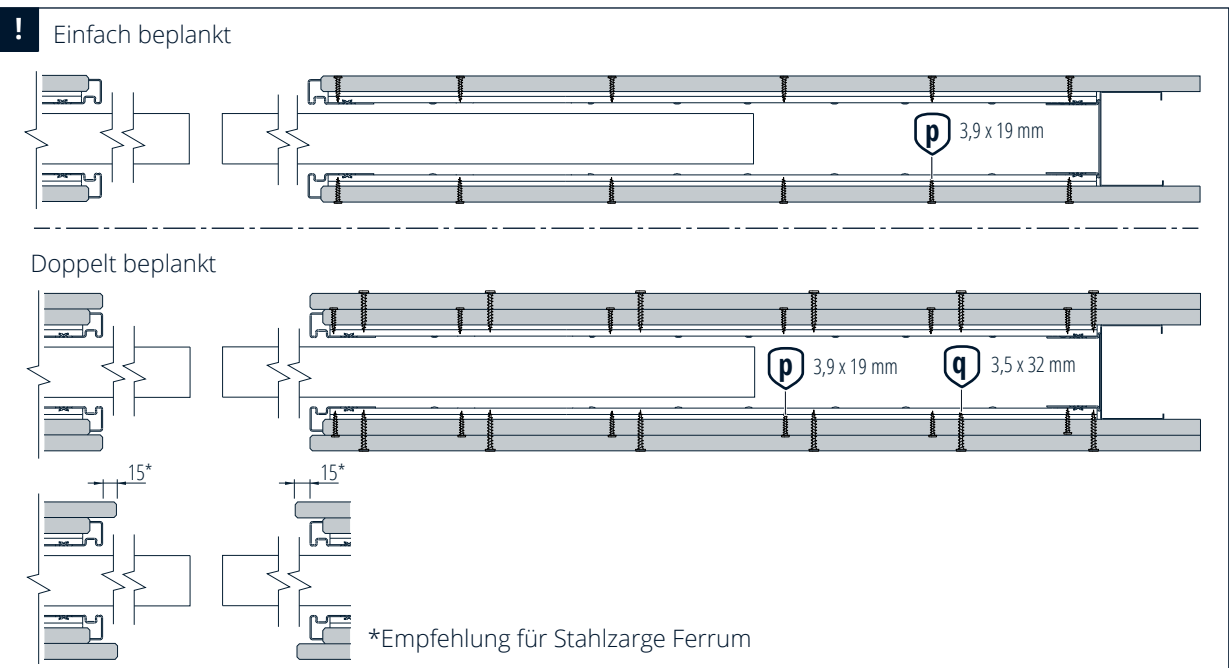 !
Einfach beplankt
p 3,9 x 19 mm
Doppelt beplankt
p 3,9 x 19 mm
q 3,5 x 32 mm
15* 15*
*Empfehlung für Stahlzarge Ferrum